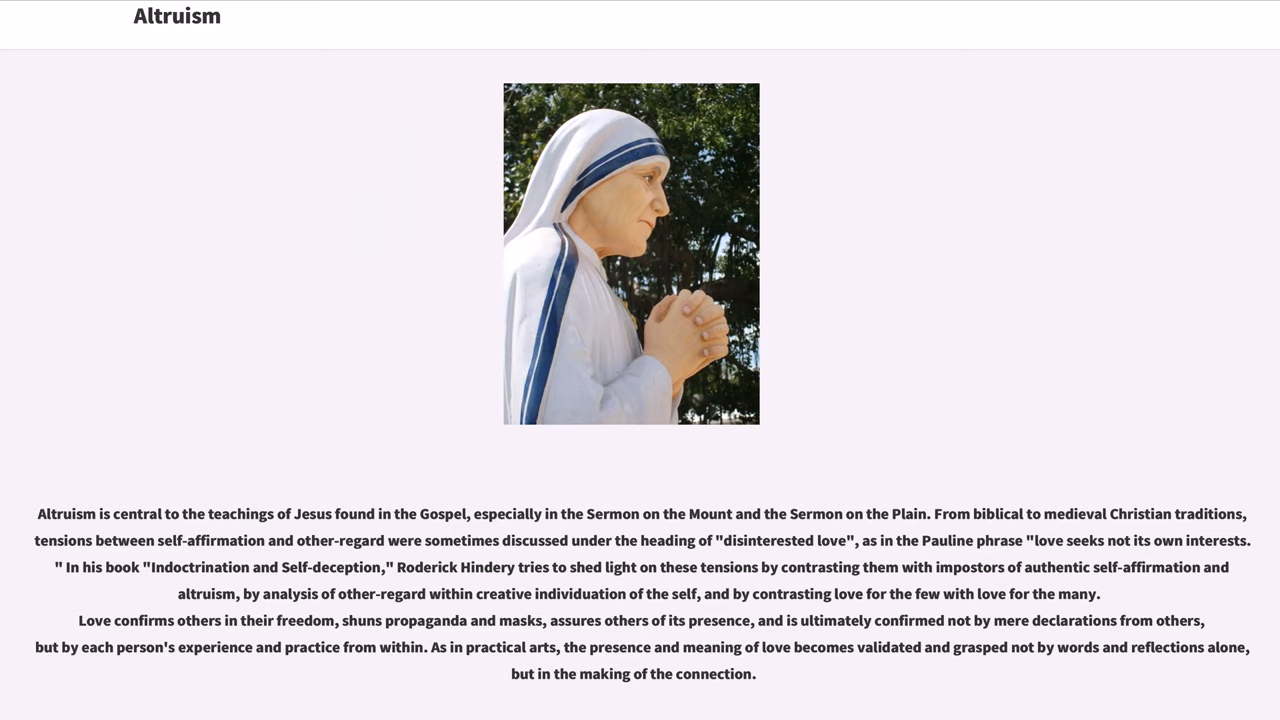 Altruism
Altruism is central to the teachings of Jesus found in the Gospel, especially in the Sermon on the Mount and the Sermon on the Plain. From biblical to medieval Christian traditions,
tensions between self-affirmation and other-regard were sometimes discussed under the heading of "disinterested love", as in the Pauline phrase "love seeks not its own interests.
" In his book "Indoctrination and Self-deception," Roderick Hindery tries to shed light on these tensions by contrasting them with impostors of authentic self-affirmation and
altruism, by analysis of other-regard within creative individuation of the self, and by contrasting love for the few with love for the many.
Love confirms others in their freedom, shuns propaganda and masks, assures others of its presence, and is ultimately confirmed not by mere declarations from others,
but by each person's experience and practice from within. As in practical arts, the presence and meaning of love becomes validated and grasped not by words and reflections alone,
but in the making of the connection.